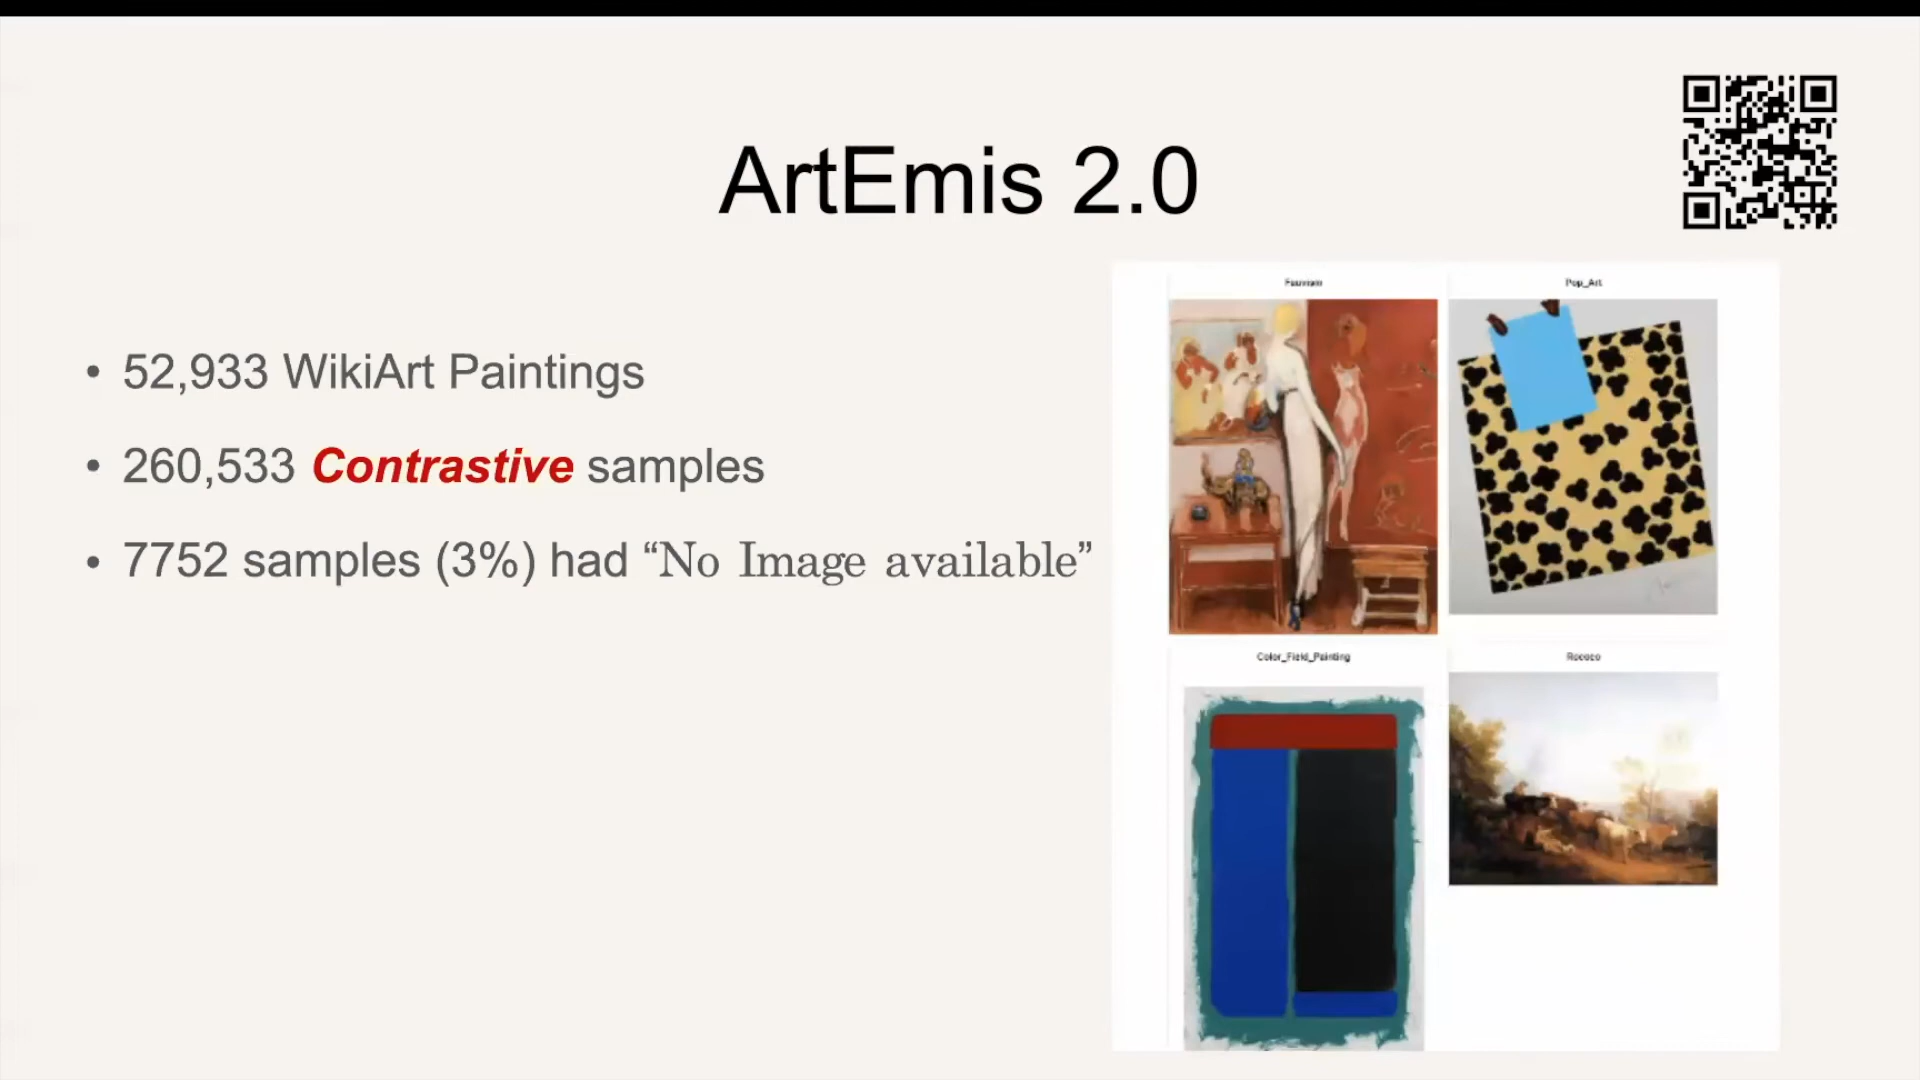 ArtEmis 2.0
• 52,933 WikiArt Paintings
• 260,533 Contrastive samples
• 7752 samples (3%) had “No Image available”
Fauvism
Pop_Art
Color_Field_Painting
Rococo